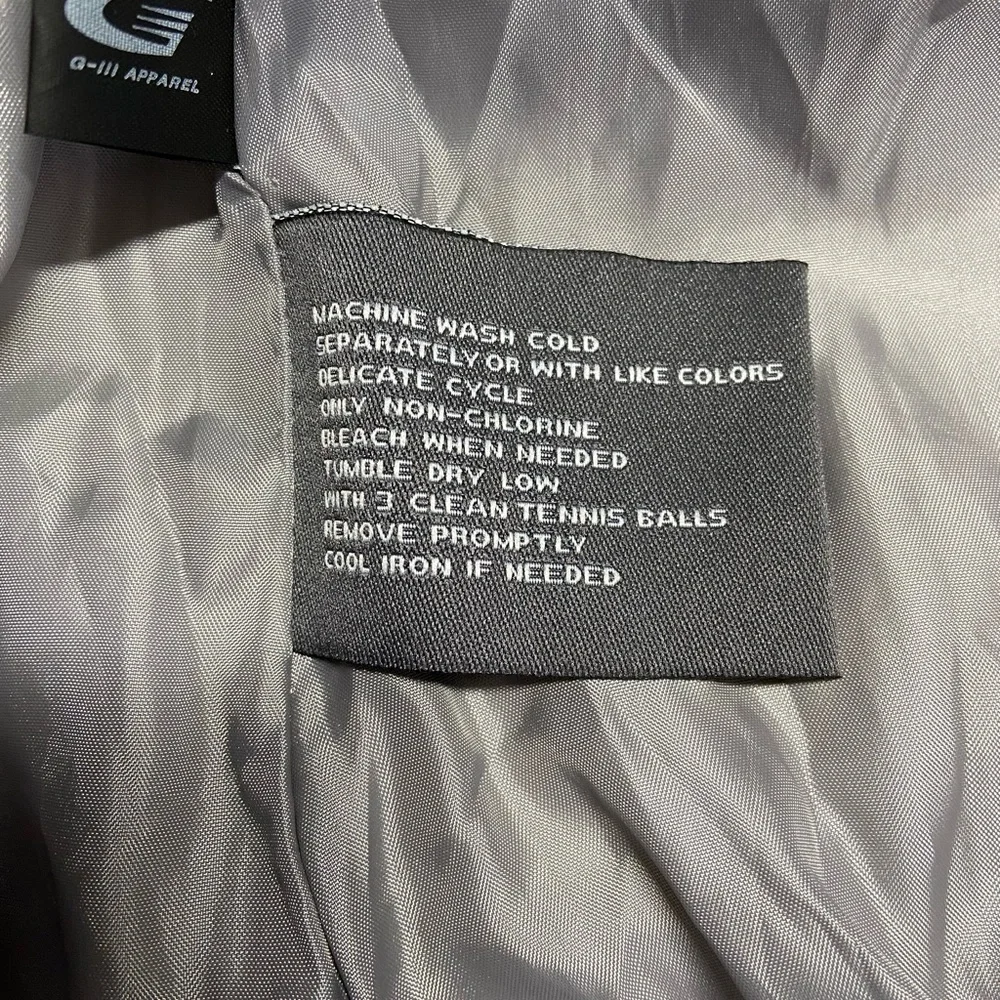 G-III APPAREL
MACHINE WASH COLD
SEPARATELY OR WITH LIKE COLORS
DELICATE CYCLE
ONLY NON-CHLORINE
BLEACH WHEN NEEDED
TUMBLE DRY LOW
WITH 3 CLEAN TENNIS BALLS
REMOVE PROMPTLY
COOL IRON IF NEEDED